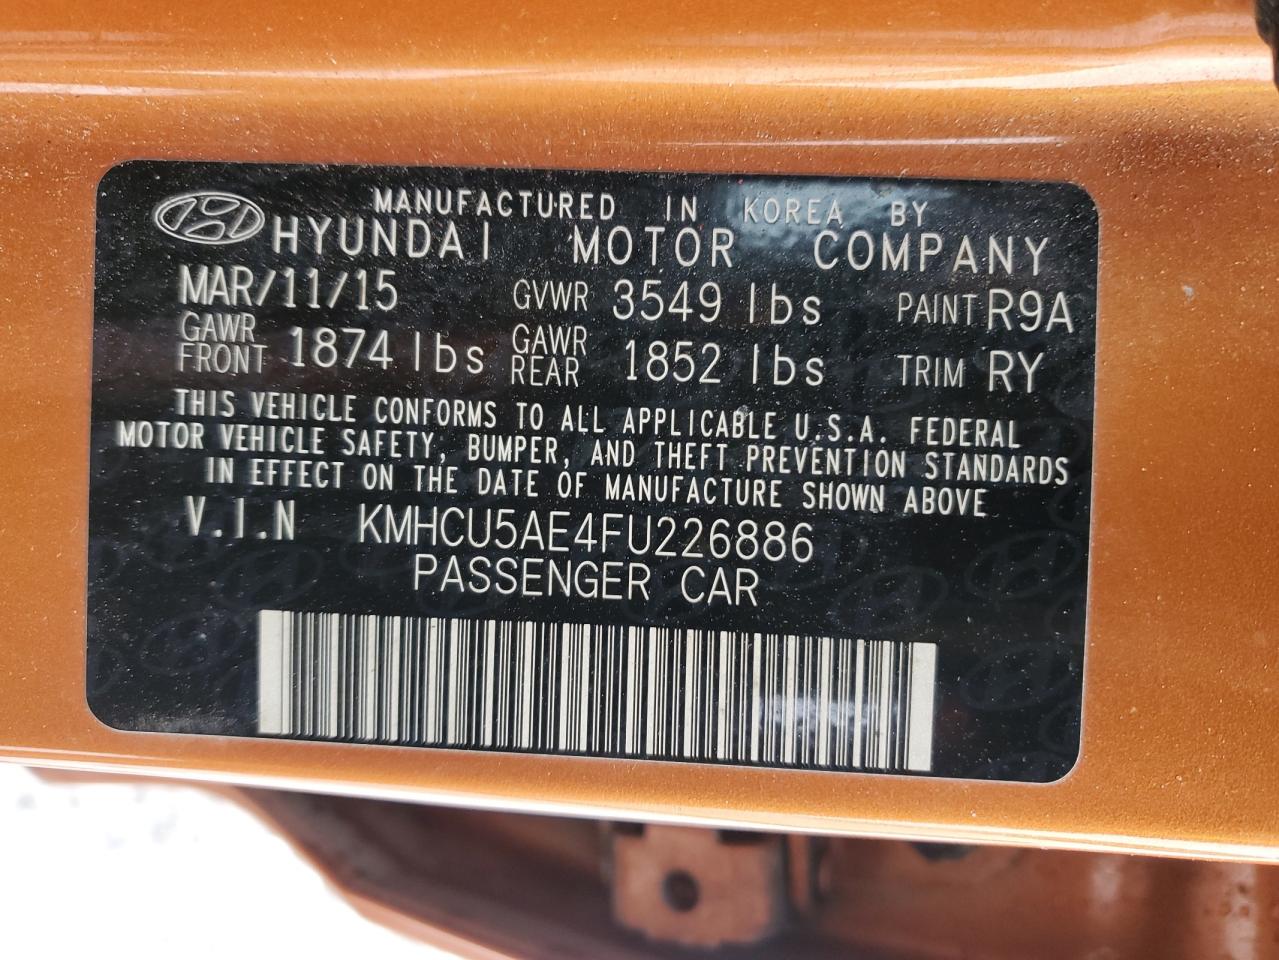 MANUFACTURED IN KOREA BY
HYUNDAI MOTOR COMPANY
MAR/11/15 GVWR 3549 lbs PAINT R9A
GAWR FRONT 1874 lbs GAWR REAR 1852 lbs TRIM RY
THIS VEHICLE CONFORMS TO ALL APPLICABLE U.S.A. FEDERAL
MOTOR VEHICLE SAFETY, BUMPER, AND THEFT PREVENTION STANDARDS
IN EFFECT ON THE DATE OF MANUFACTURE SHOWN ABOVE
V.I.N KMHCU5AE4FU226886
PASSENGER CAR